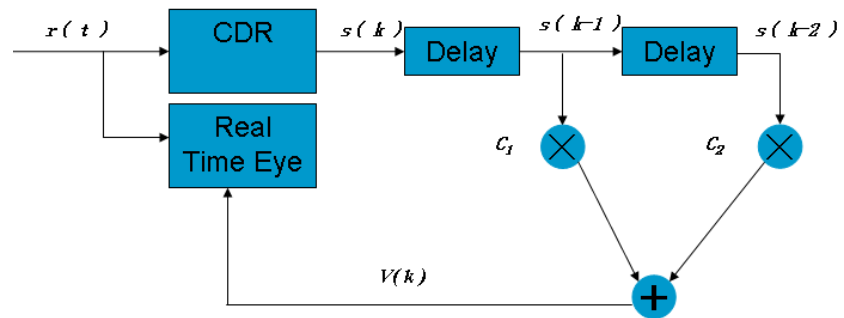 r(t)
CDR
s(k)
Delay
s(k-1)
Delay
s(k-2)
Real
Time Eye
C1
C2
V(k)